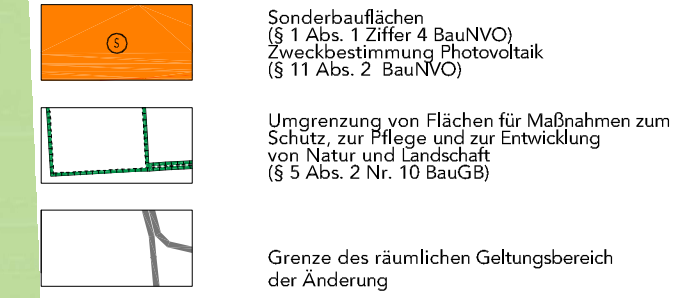 S
Sonderbauflächen
(§ 1 Abs. 1 Ziffer 4 BauNVO)
Zweckbestimmung Photovoltaik
(§ 11 Abs. 2 BauNVO)
Umgrenzung von Flächen für Maßnahmen zum
Schutz, zur Pflege und zur Entwicklung
von Natur und Landschaft
(§ 5 Abs. 2 Nr. 10 BauGB)
Grenze des räumlichen Geltungsbereich
der Änderung